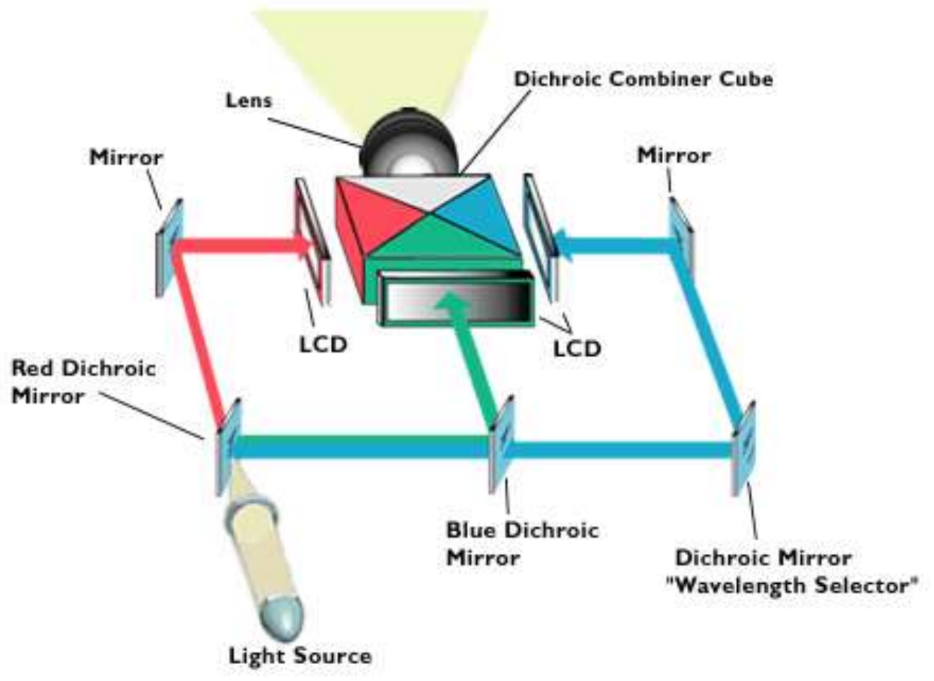 Dichroic Combiner Cube
Lens
Mirror
Mirror
LCD
LCD
Red Dichroic
Mirror
Blue Dichroic
Mirror
Dichroic Mirror
"Wavelength Selector"
Light Source